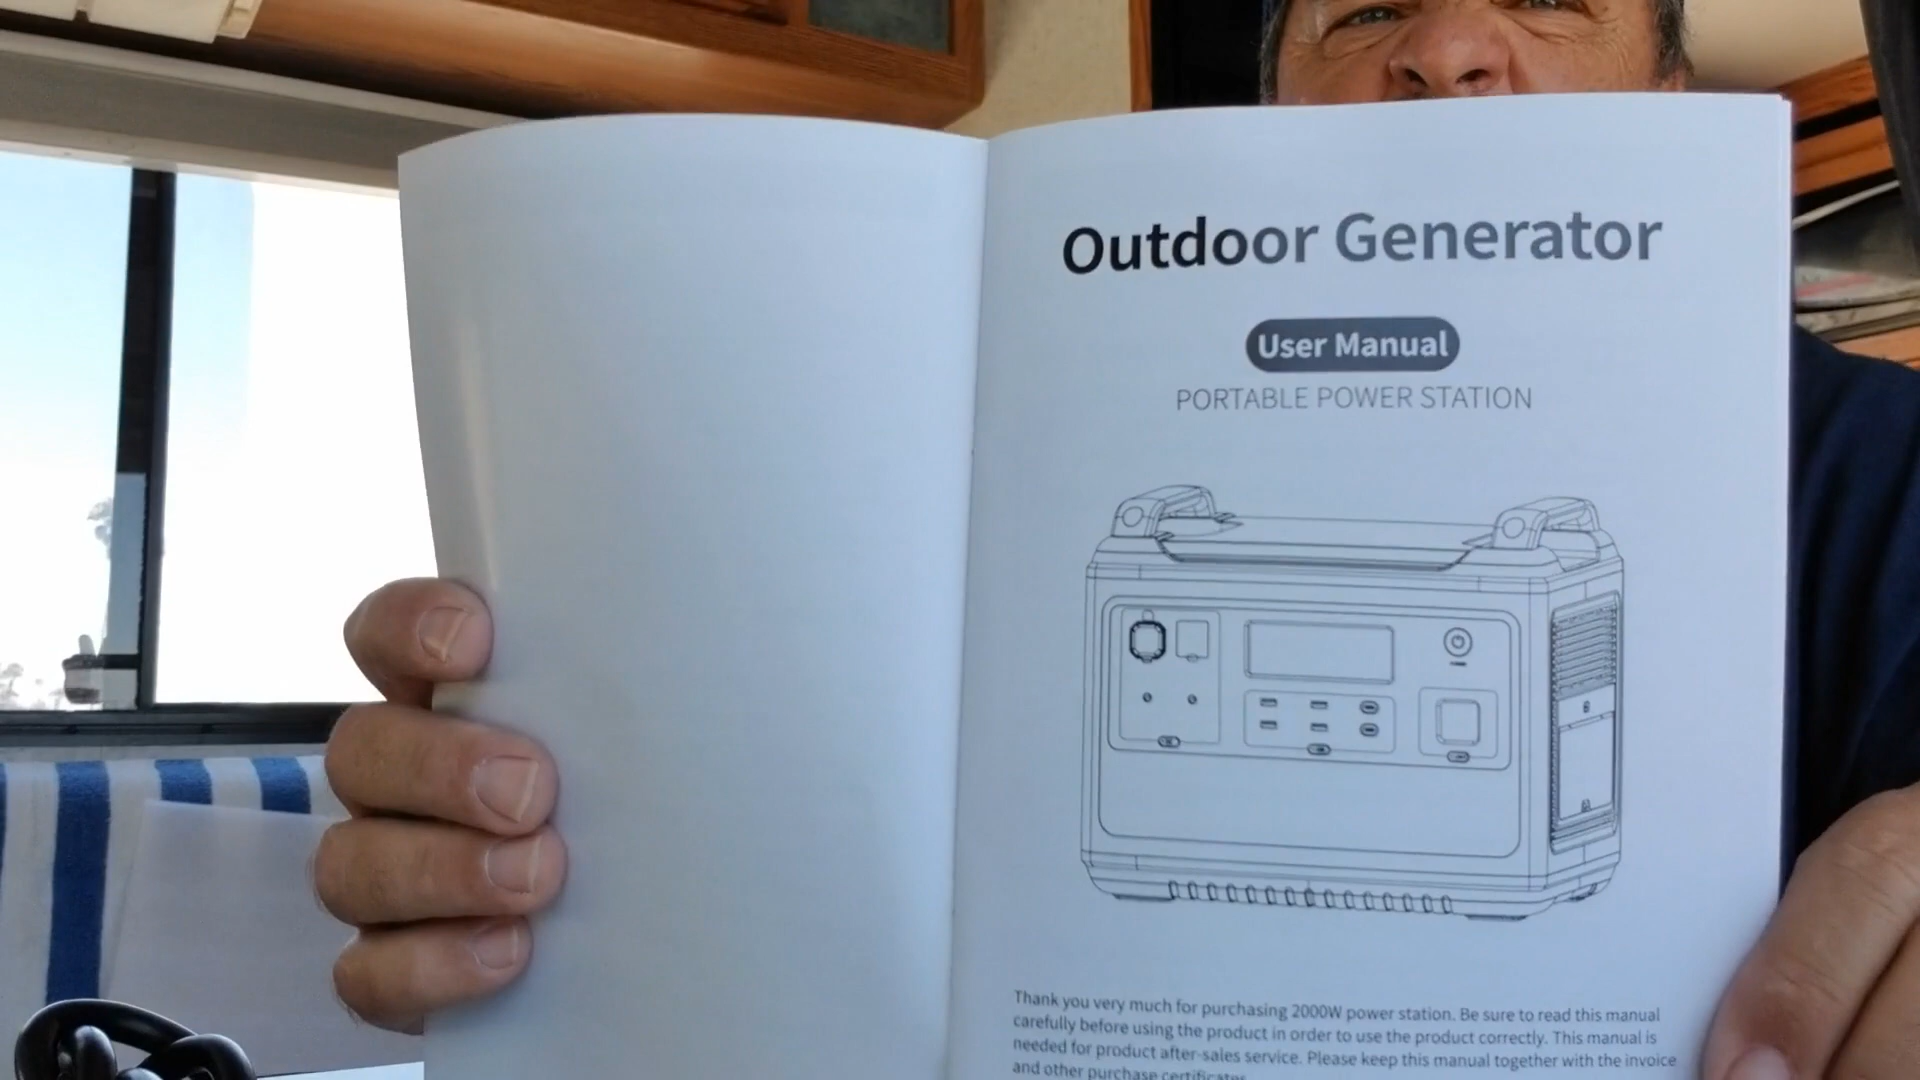 Outdoor Generator
User Manual
PORTABLE POWER STATION
Thank you very much for purchasing 2000W power station. Be sure to read this manual
carefully before using the product in order to use the product correctly. This manual is
needed for product after-sales service. Please keep this manual together with the invoice
and other purchase certificates